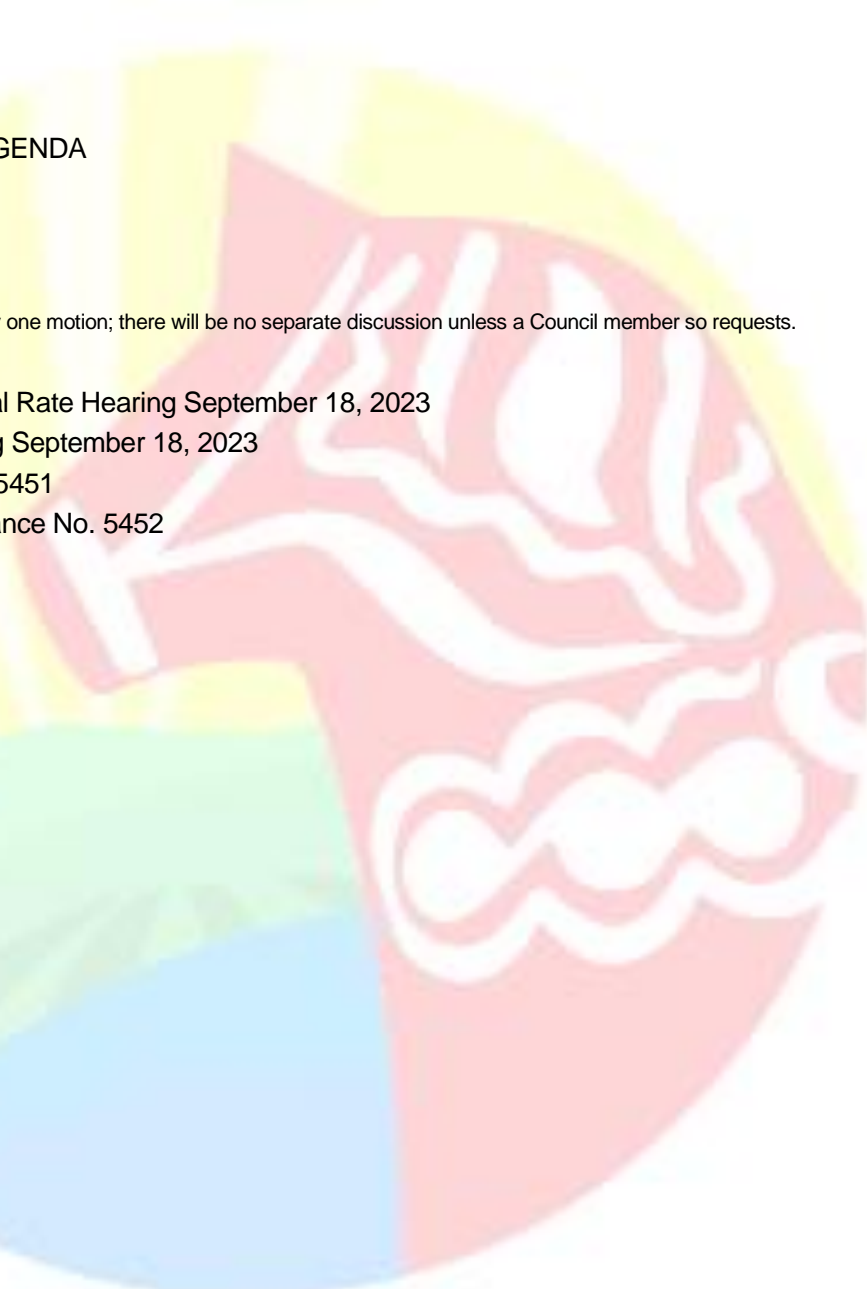 GENDA
one motion; there will be no separate discussion unless a Council member so requests.
al Rate Hearing September 18, 2023
g September 18, 2023
5451
ance No. 5452